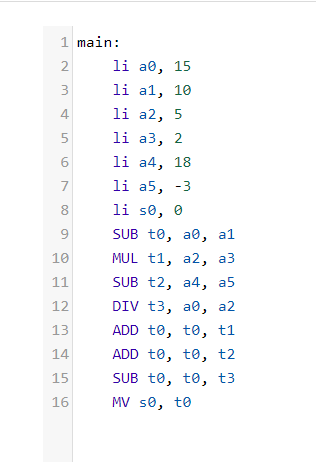 1 main:
2 li a0, 15
3 li a1, 10
4 li a2, 5
5 li a3, 2
6 li a4, 18
7 li a5, -3
8 li s0, 0
9 SUB t0, a0, a1
10 MUL t1, a2, a3
11 SUB t2, a4, a5
12 DIV t3, a0, a2
13 ADD t0, t0, t1
14 ADD t0, t0, t2
15 SUB t0, t0, t3
16 MV s0, t0